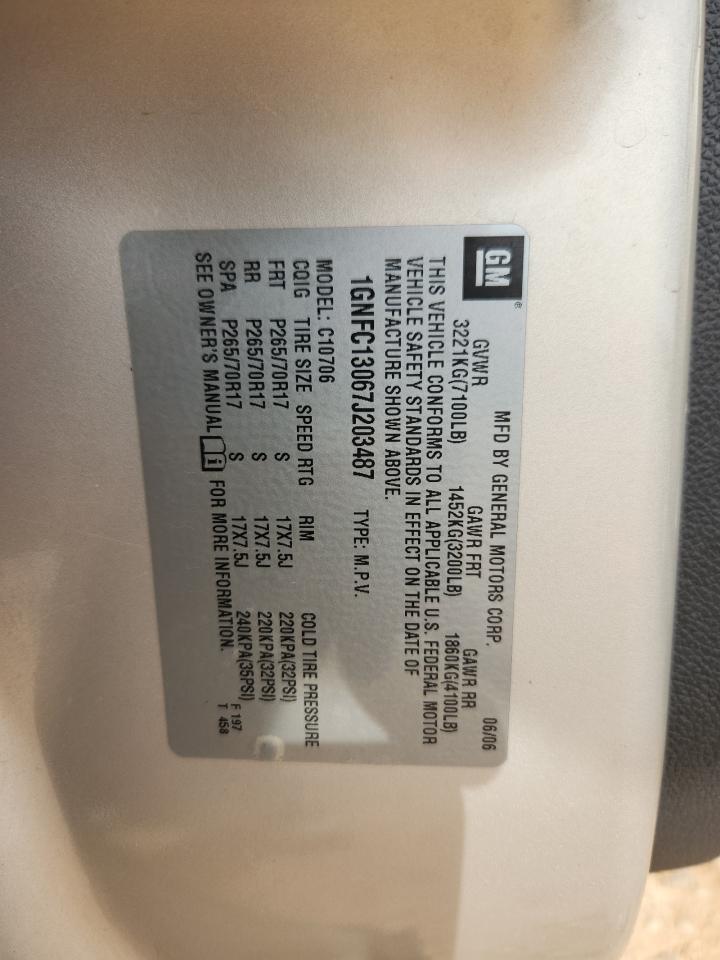 GM®
MFD BY GENERAL MOTORS CORP. 06/06
GVWR GAWR FRT GAWR RR
3221KG(7100LB) 1452KG(3200LB) 1860KG(4100LB)
THIS VEHICLE CONFORMS TO ALL APPLICABLE U.S. FEDERAL MOTOR
VEHICLE SAFETY STANDARDS IN EFFECT ON THE DATE OF
MANUFACTURE SHOWN ABOVE.
1GNFC13067J203487 TYPE: M.P.V.
MODEL: C10706
CQIG TIRE SIZE SPEED RTG RIM COLD TIRE PRESSURE
FRT P265/70R17 S 17X7.5J 220KPA(32PSI)
RR P265/70R17 S 17X7.5J 220KPA(32PSI)
SPA P265/70R17 S 17X7.5J 240KPA(35PSI)
SEE OWNER'S MANUAL i FOR MORE INFORMATION.
F 197
T 458